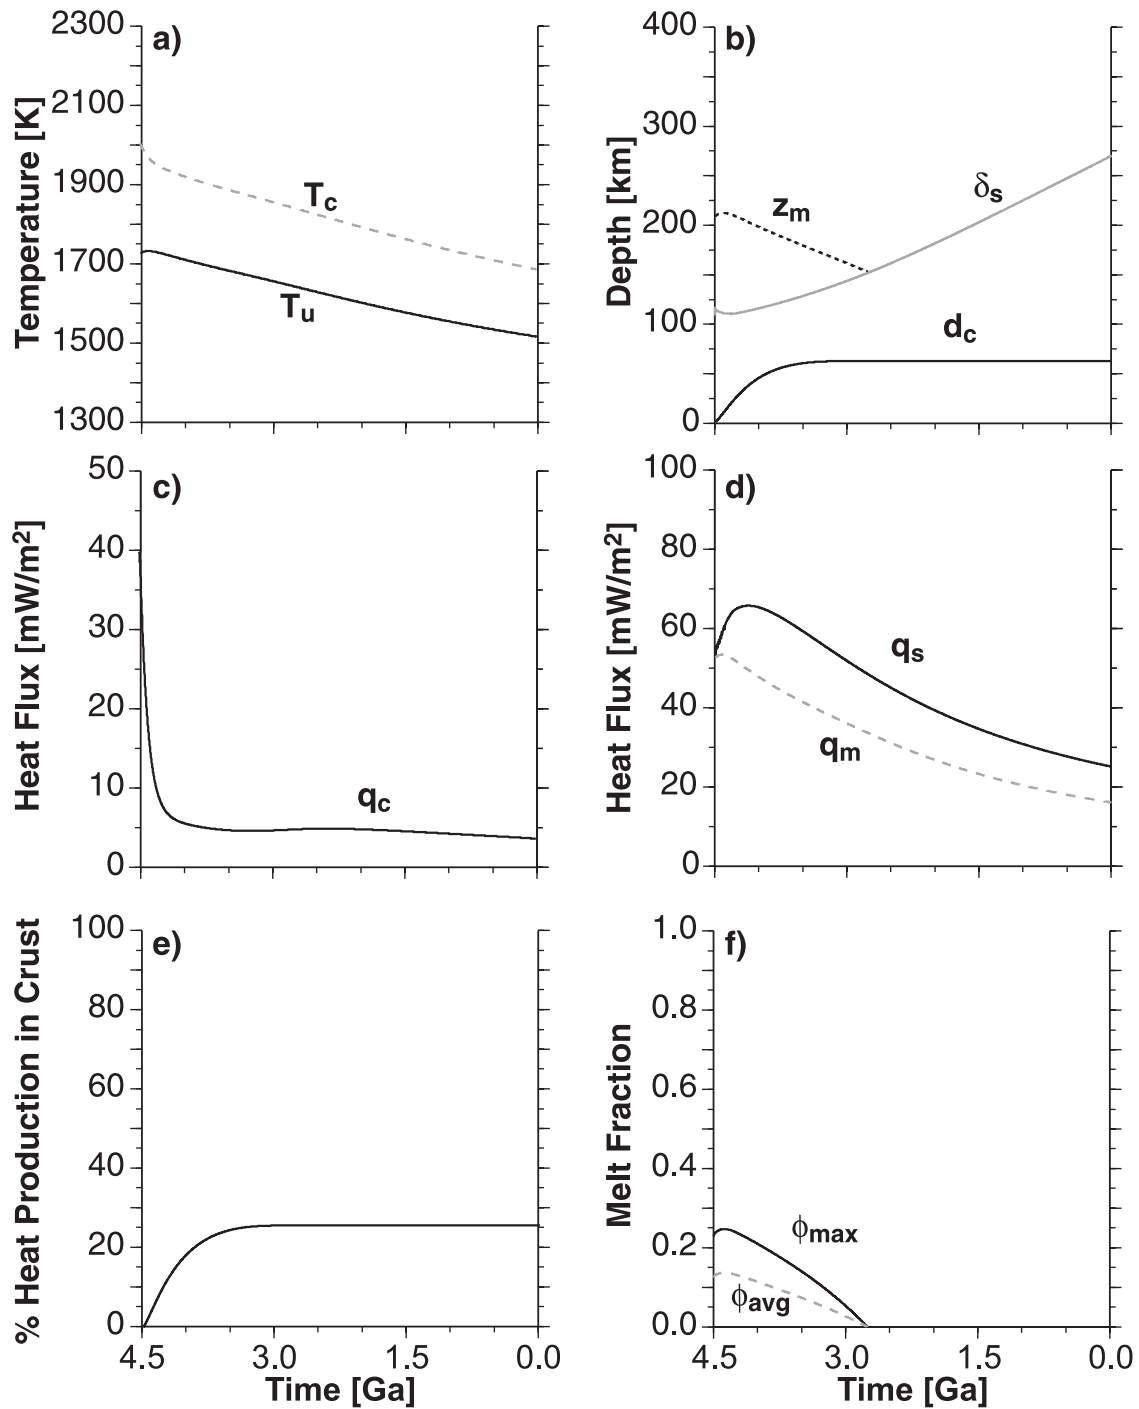 a)
Temperature [K]
2300
2100
1900
1700
1500
1300
T_c
T_u
b)
Depth [km]
400
300
200
100
0
z_m
δ_s
d_c
c)
Heat Flux [mW/m²]
50
40
30
20
10
0
q_c
d)
Heat Flux [mW/m²]
100
80
60
40
20
0
q_s
q_m
e)
% Heat Production in Crust
100
80
60
40
20
0
4.5 3.0 1.5 0.0
Time [Ga]
f)
Melt Fraction
1.0
0.8
0.6
0.4
0.2
0.0
ϕ_max
ϕ_avg
4.5 3.0 1.5 0.0
Time [Ga]